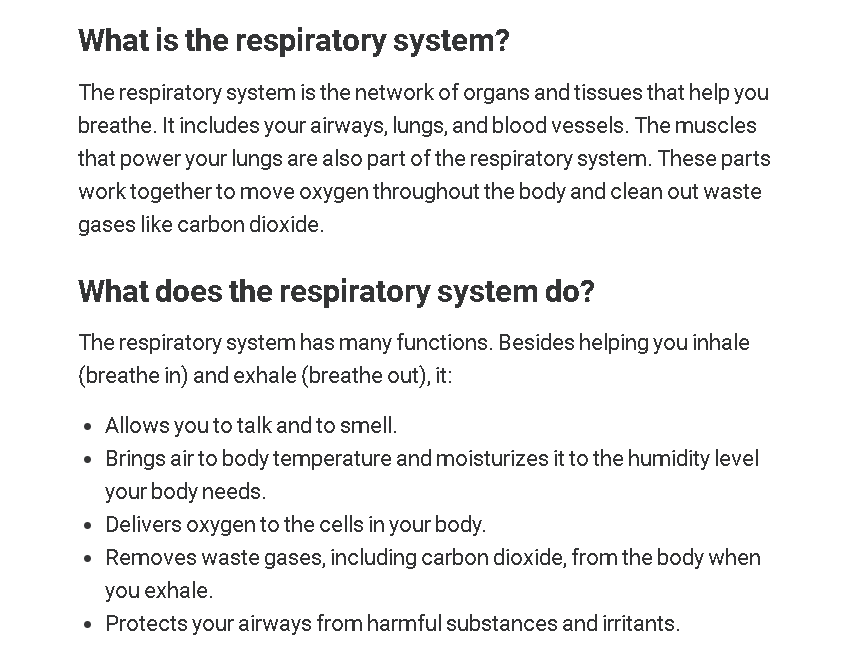 What is the respiratory system?
The respiratory system is the network of organs and tissues that help you
breathe. It includes your airways, lungs, and blood vessels. The muscles
that power your lungs are also part of the respiratory system. These parts
work together to move oxygen throughout the body and clean out waste
gases like carbon dioxide.
What does the respiratory system do?
The respiratory system has many functions. Besides helping you inhale
(breathe in) and exhale (breathe out), it:
• Allows you to talk and to smell.
• Brings air to body temperature and moisturizes it to the humidity level
your body needs.
• Delivers oxygen to the cells in your body.
• Removes waste gases, including carbon dioxide, from the body when
you exhale.
• Protects your airways from harmful substances and irritants.